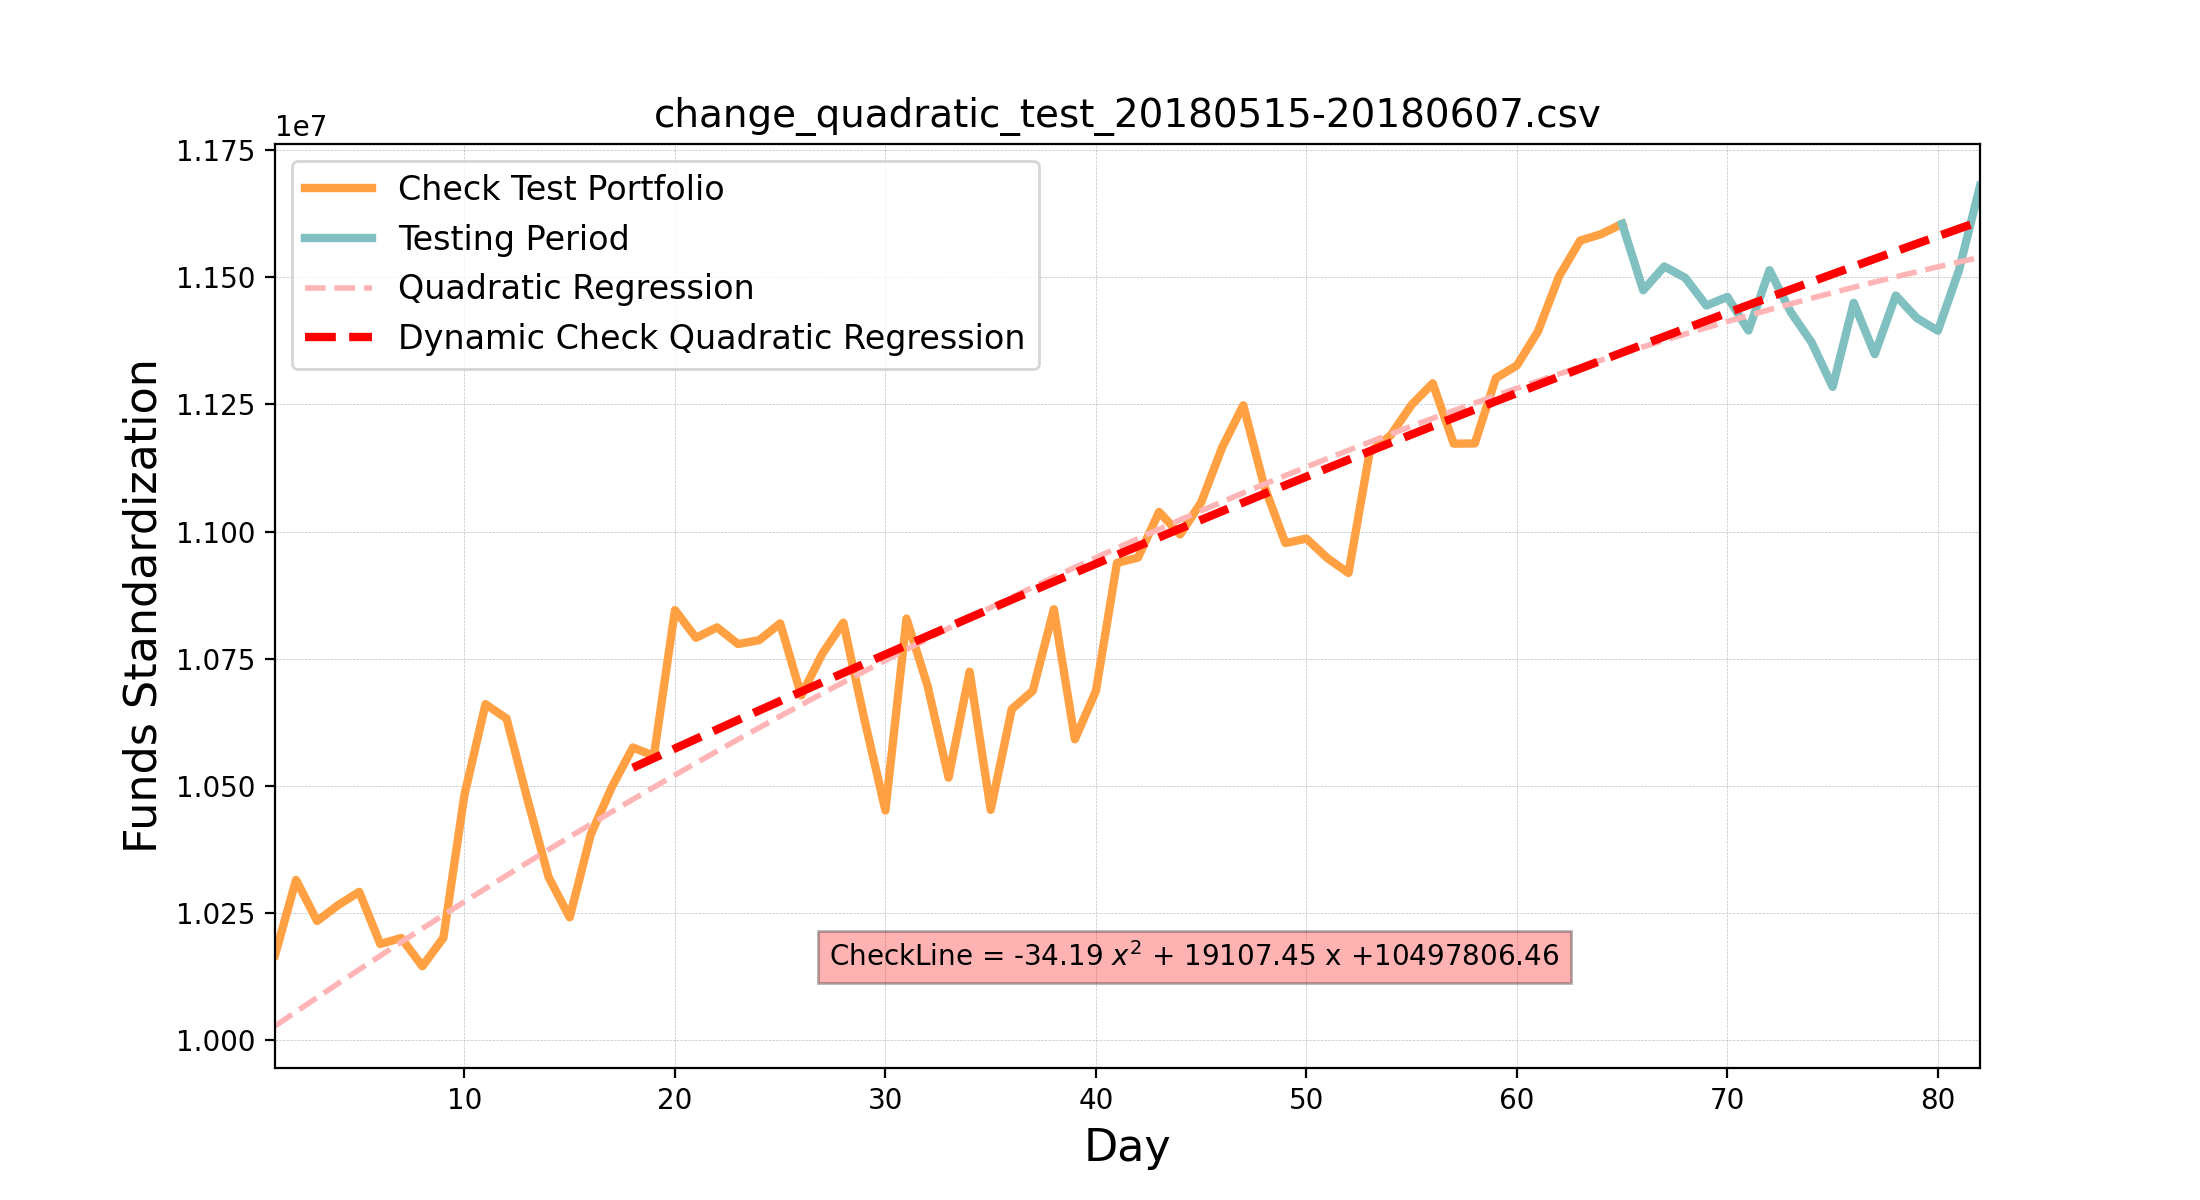 change_quadratic_test_20180515-20180607.csv
1e7
1.175
1.150
1.125
1.100
1.075
1.050
1.025
1.000
Funds Standardization
Check Test Portfolio
Testing Period
Quadratic Regression
Dynamic Check Quadratic Regression
CheckLine = -34.19 x² + 19107.45 x +10497806.46
10 20 30 40 50 60 70 80
Day